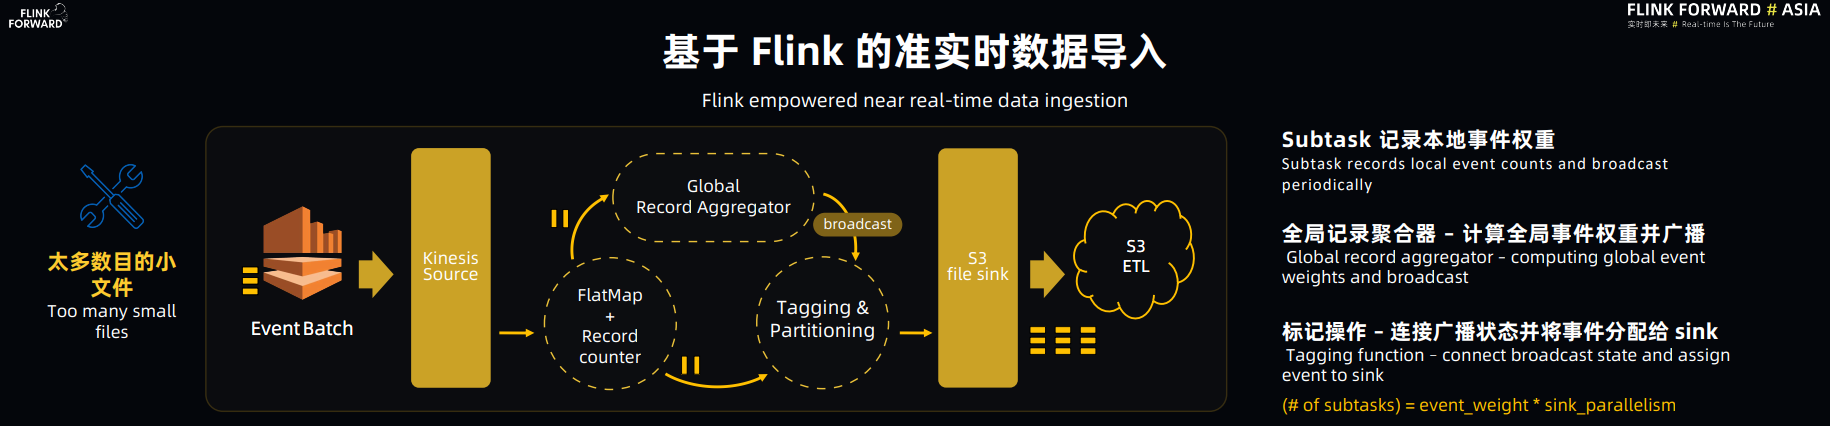 FLINK
FORWARD
FLINK FORWARD # ASIA
实时即未来 # Real-time Is The Future
基于 Flink 的准实时数据导入
Flink empowered near real-time data ingestion
太多数目的小
文件
Too many small
files
Event Batch
Kinesis
Source
Global
Record Aggregator
broadcast
FlatMap
+
Record
counter
Tagging &
Partitioning
S3
file sink
S3
ETL
Subtask 记录本地事件权重
Subtask records local event counts and broadcast
periodically
全局记录聚合器 – 计算全局事件权重并广播
Global record aggregator – computing global event
weights and broadcast
标记操作 – 连接广播状态并将事件分配给 sink
Tagging function – connect broadcast state and assign
event to sink
(# of subtasks) = event_weight * sink_parallelism